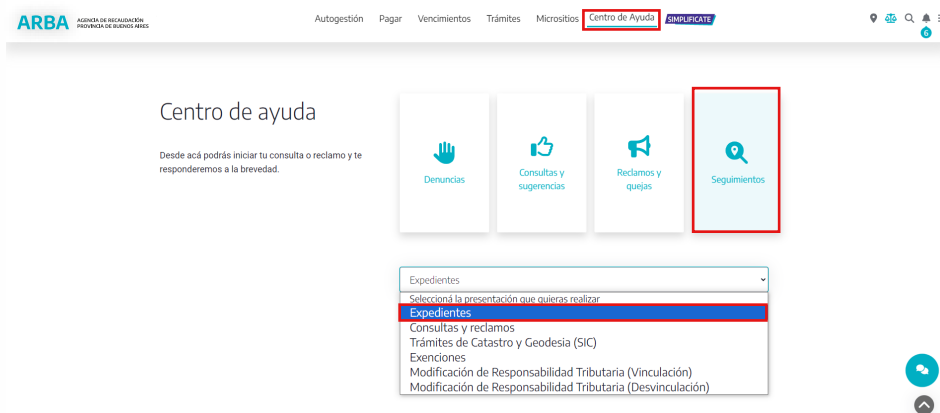 ARBA AGENCIA DE RECAUDACIÓN
PROVINCIA DE BUENOS AIRES
Autogestión Pagar Vencimientos Trámites Micrositios Centro de Ayuda SIMPLIFICATE
6
Centro de ayuda
Desde acá podrás iniciar tu consulta o reclamo y te
responderemos a la brevedad.
Denuncias
Consultas y
sugerencias
Reclamos y
quejas
Seguimientos
Expedientes
Seleccioná la presentación que quieras realizar
Expedientes
Consultas y reclamos
Trámites de Catastro y Geodesia (SIC)
Exenciones
Modificación de Responsabilidad Tributaria (Vinculación)
Modificación de Responsabilidad Tributaria (Desvinculación)